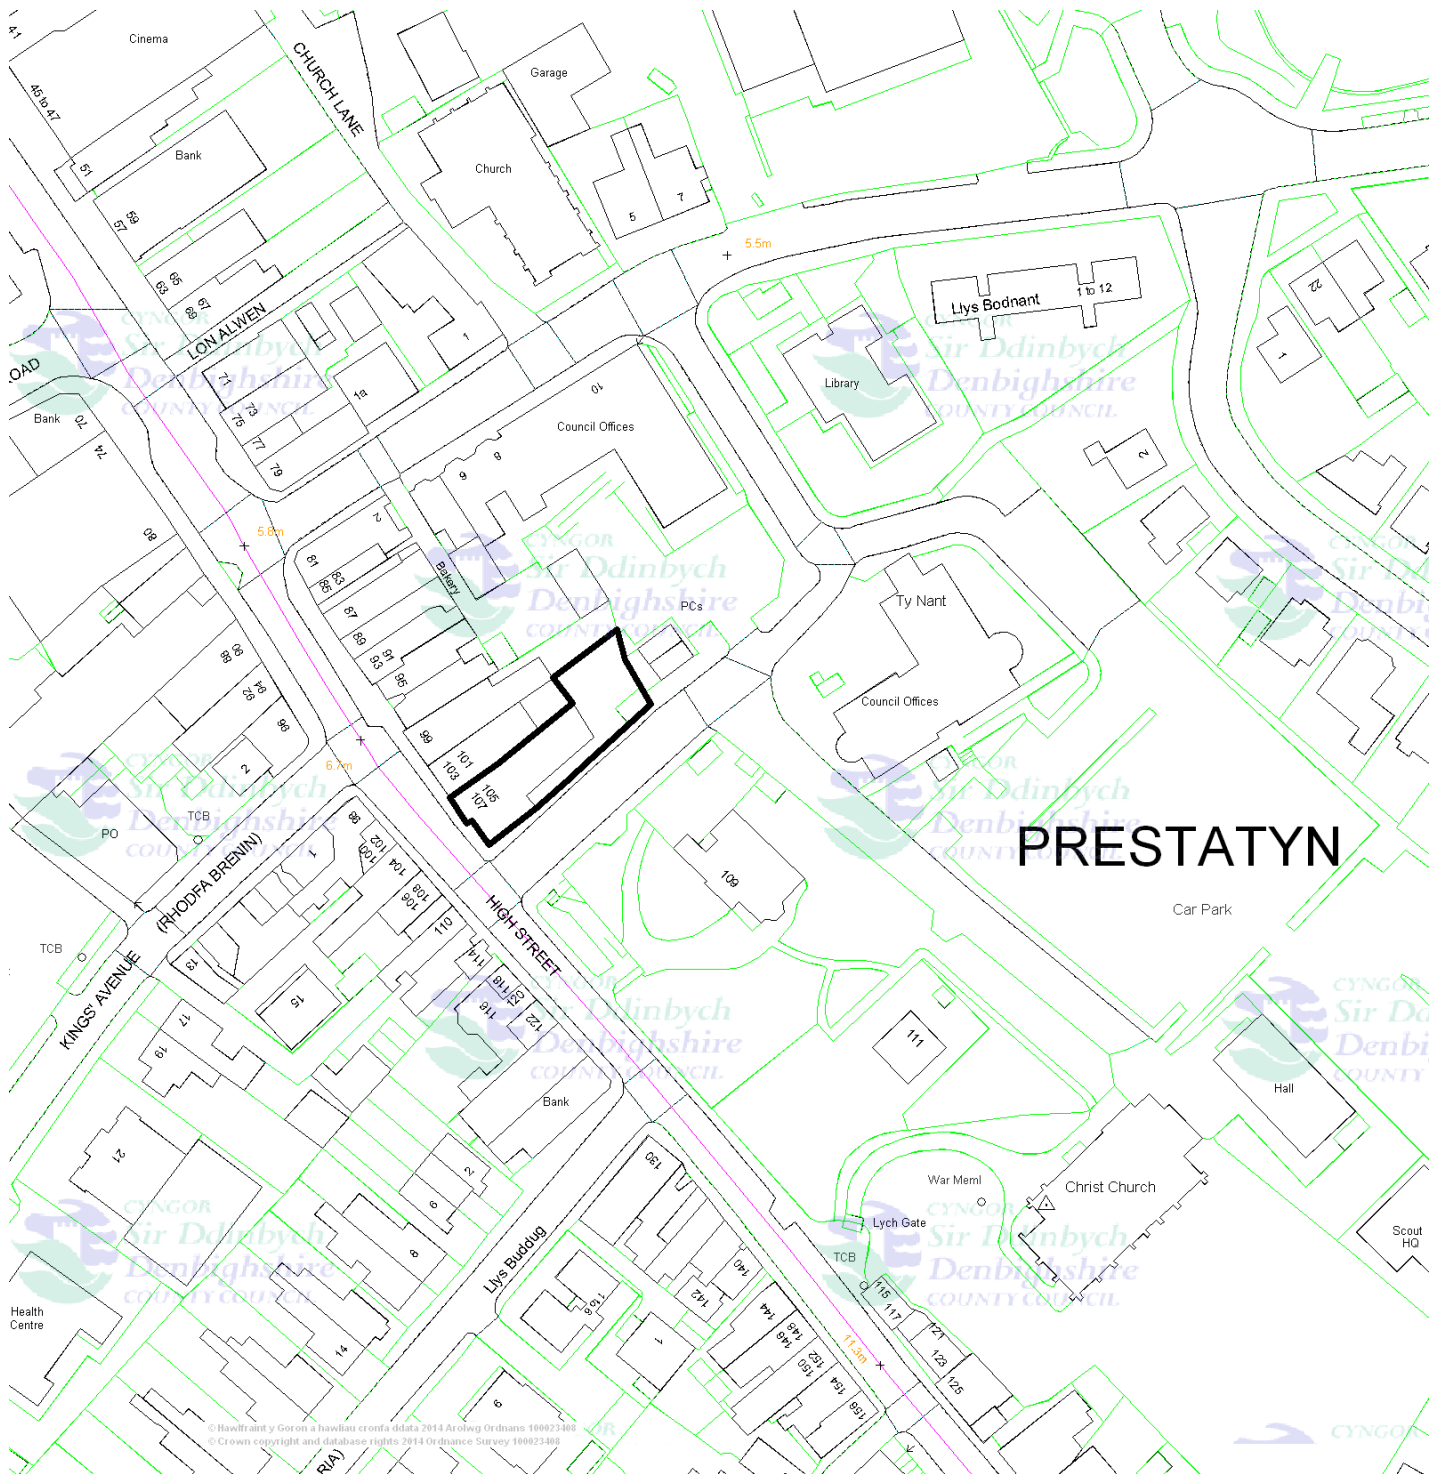 41
Cinema
CHURCH LANE
Garage
45 to 47
51
Bank
Church
5
7
59
57
5.5m
65
63
67
69
LON ALWEN
Llys Bodnant
1 to 12
22
1
1
ROAD
Bank
70
74
71
73
75
77
79
1a
10
Library
Council Offices
8
6
2
80
5.8m
2
81
83
85
87
89
91
93
95
Bakery
PCs
Ty Nant
Council Offices
90
88
94
92
96
2
99
101
103
105
107
6.7m
PO
TCB
98
102
100
104
108
106
110
1
(RHODFA BRENIN)
KINGS' AVENUE
TCB
HIGH STREET
109
PRESTATYN
Car Park
13
15
17
19
114
118
120
116
122
111
Hall
Bank
21
2
6
8
14
130
War Meml
Christ Church
Lych Gate
TCB
Scout
HQ
Llys Buddug
1 to 8
1
140
142
144
148
146
152
150
154
156
115
117
121
123
125
11.3m
Health
Centre
6
RIA)
CYNGOR
Sir Ddinbych
Denbighshire
COUNTY COUNCIL
© Hawlfraint y Goron a hawliau cronfa ddata 2014 Arolwg Ordnans 100023408
© Crown copyright and database rights 2014 Ordnance Survey 100023408